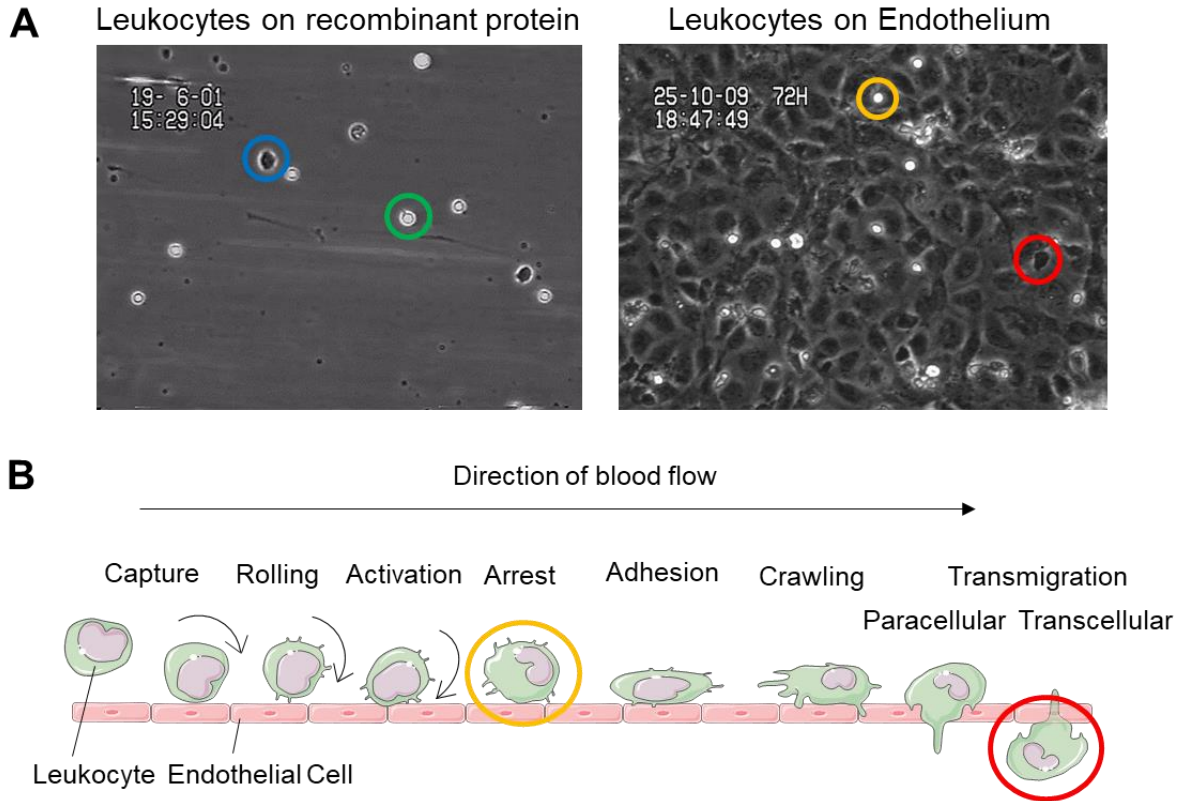 A
Leukocytes on recombinant protein
Leukocytes on Endothelium
19- 6-01
15:29:04
25-10-09 72H
18:47:49
B
Direction of blood flow
Capture Rolling Activation Arrest Adhesion Crawling Transmigration
Paracellular Transcellular
Leukocyte Endothelial Cell